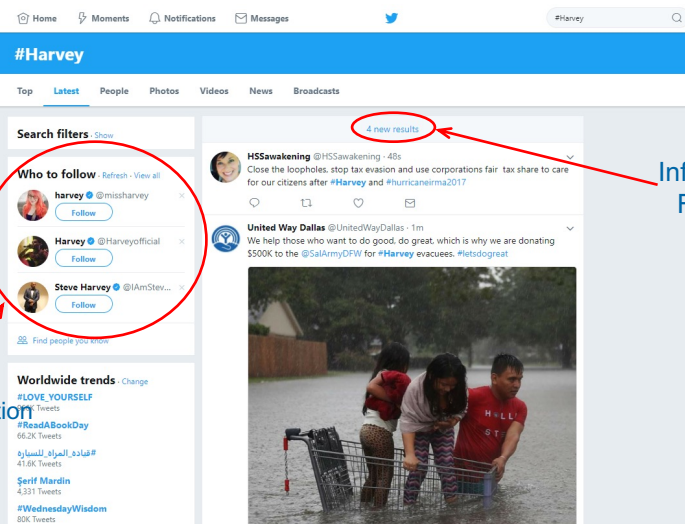 Home Moments Notifications Messages #Harvey
#Harvey
Top Latest People Photos Videos News Broadcasts
Search filters · Show
Who to follow · Refresh · View all
harvey @missharvey
Follow
Harvey @Harveyofficial
Follow
Steve Harvey @IAmStev...
Follow
Find people you know
Worldwide trends · Change
#LOVE_YOURSELF
Tweets
#ReadABookDay
66.2K Tweets
#قيادة_المراه_للسياره
41.6K Tweets
Şerif Mardin
4,331 Tweets
#WednesdayWisdom
80K Tweets
4 new results
HSSawakening @HSSawakening · 48s
Close the loopholes, stop tax evasion and use corporations fair tax share to care
for our citizens after #Harvey and #hurricaneirma2017
United Way Dallas @UnitedWayDallas · 1m
We help those who want to do good, do great, which is why we are donating
$500K to the @SalArmyDFW for #Harvey evacuees. #letsdogreat